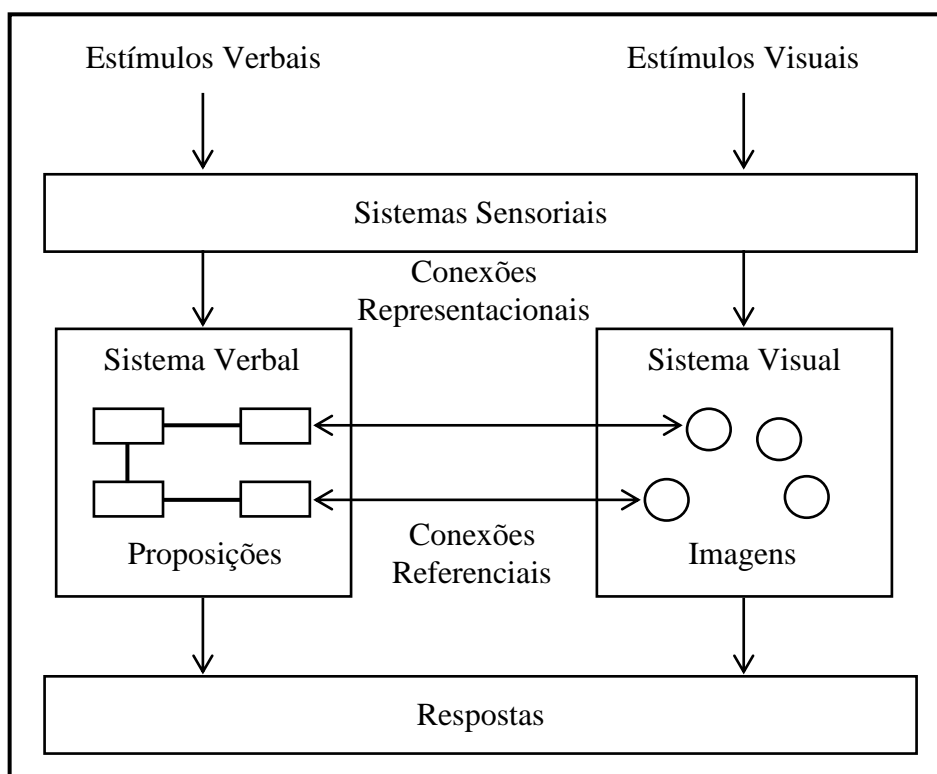 Estímulos Verbais
Estímulos Visuais
Sistemas Sensoriais
Conexões
Representacionais
Sistema Verbal
Sistema Visual
Proposições
Conexões
Referenciais
Imagens
Respostas